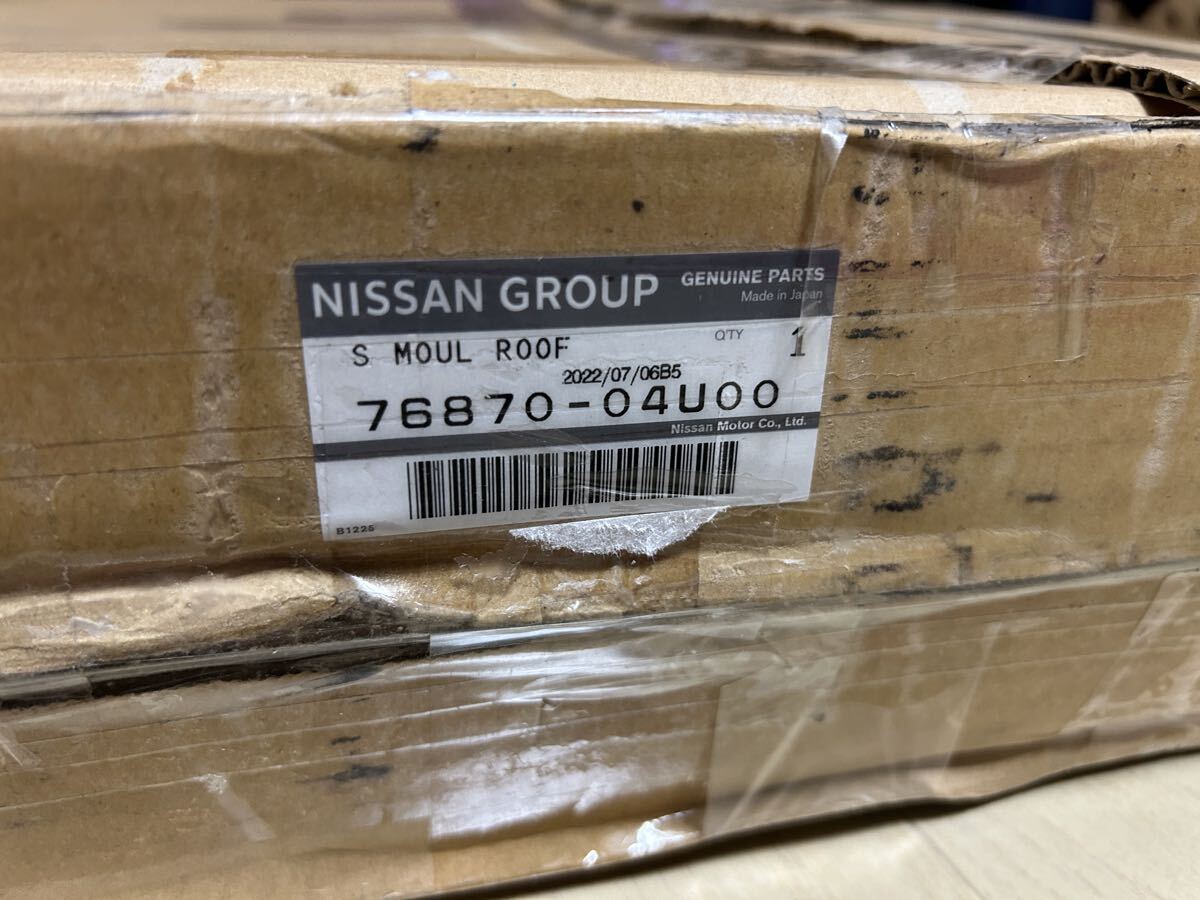 NISSAN GROUP GENUINE PARTS
Made in Japan
S MOUL ROOF QTY 1
2022/07/06B5
76870-04U00
Nissan Motor Co., Ltd.
B1225